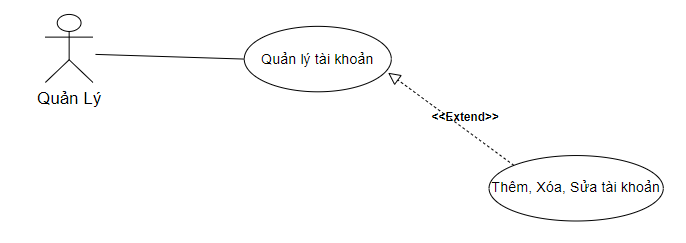 Quản lý tài khoản
Quản Lý
<<Extend>>
Thêm, Xóa, Sửa tài khoản